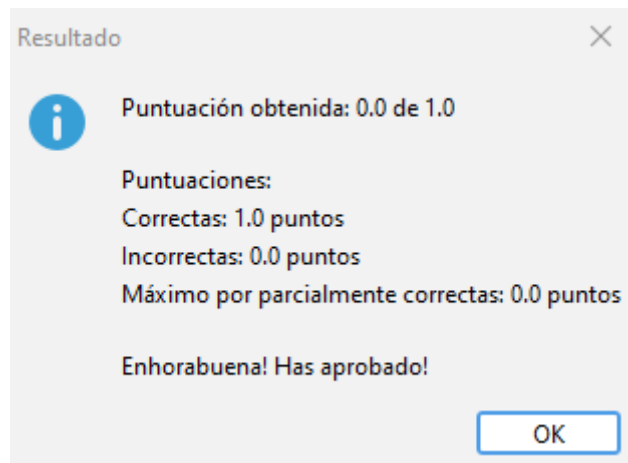 Resultado
Puntuación obtenida: 0.0 de 1.0
Puntuaciones:
Correctas: 1.0 puntos
Incorrectas: 0.0 puntos
Máximo por parcialmente correctas: 0.0 puntos
Enhorabuena! Has aprobado!
OK